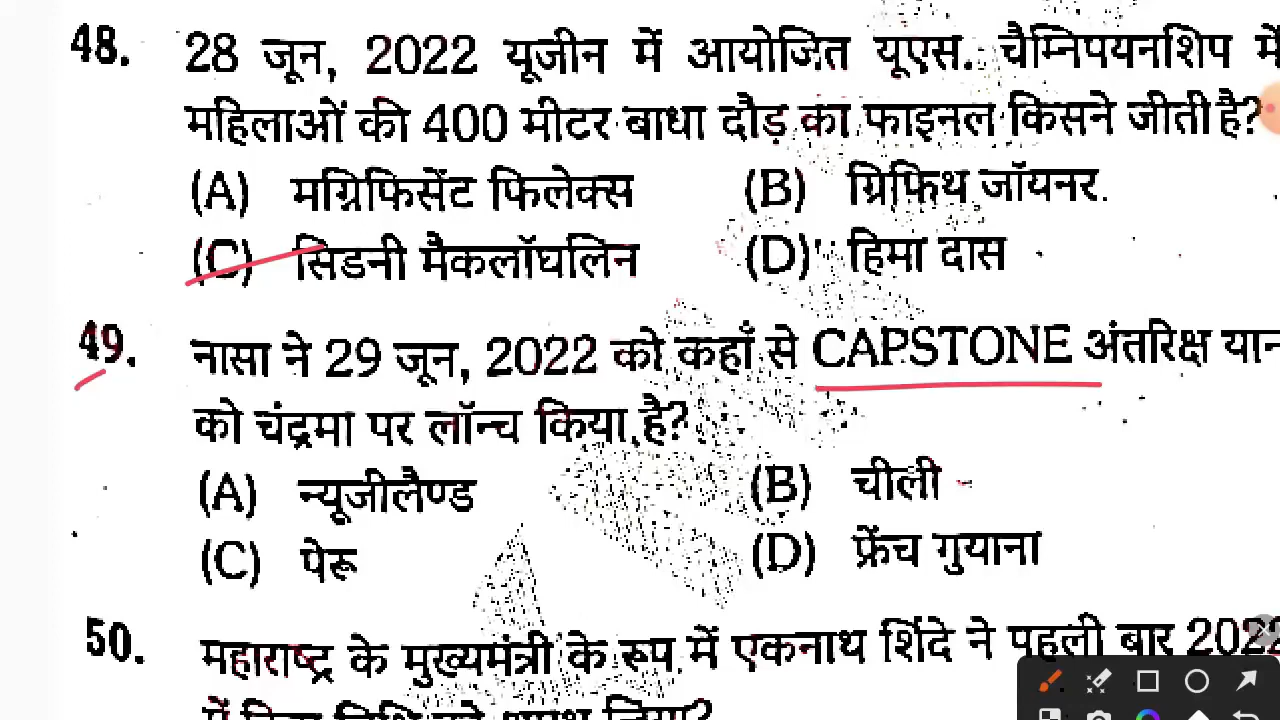 48. 28 जून, 2022 यूजीन में आयोजित यूएस. चैम्निपयनशिप में
महिलाओं की 400 मीटर बाधा दौड़ का फाइनल किसने जीती है?
(A) मग्निफिसेंट फिलेक्स (B) ग्रिफिथ जॉयनर.
(C) सिडनी मैकलॉघलिन (D) हिमा दास
49. नासा ने 29 जून, 2022 को कहाँ से CAPSTONE अंतरिक्ष यान
को चंद्रमा पर लॉन्च किया है?
(A) न्यूजीलैण्ड (B) चीली
(C) पेरू (D) फ्रेंच गुयाना
50. महाराष्ट्र के मुख्यमंत्री के रूप में एकनाथ शिंदे ने पहली बार 2022
में